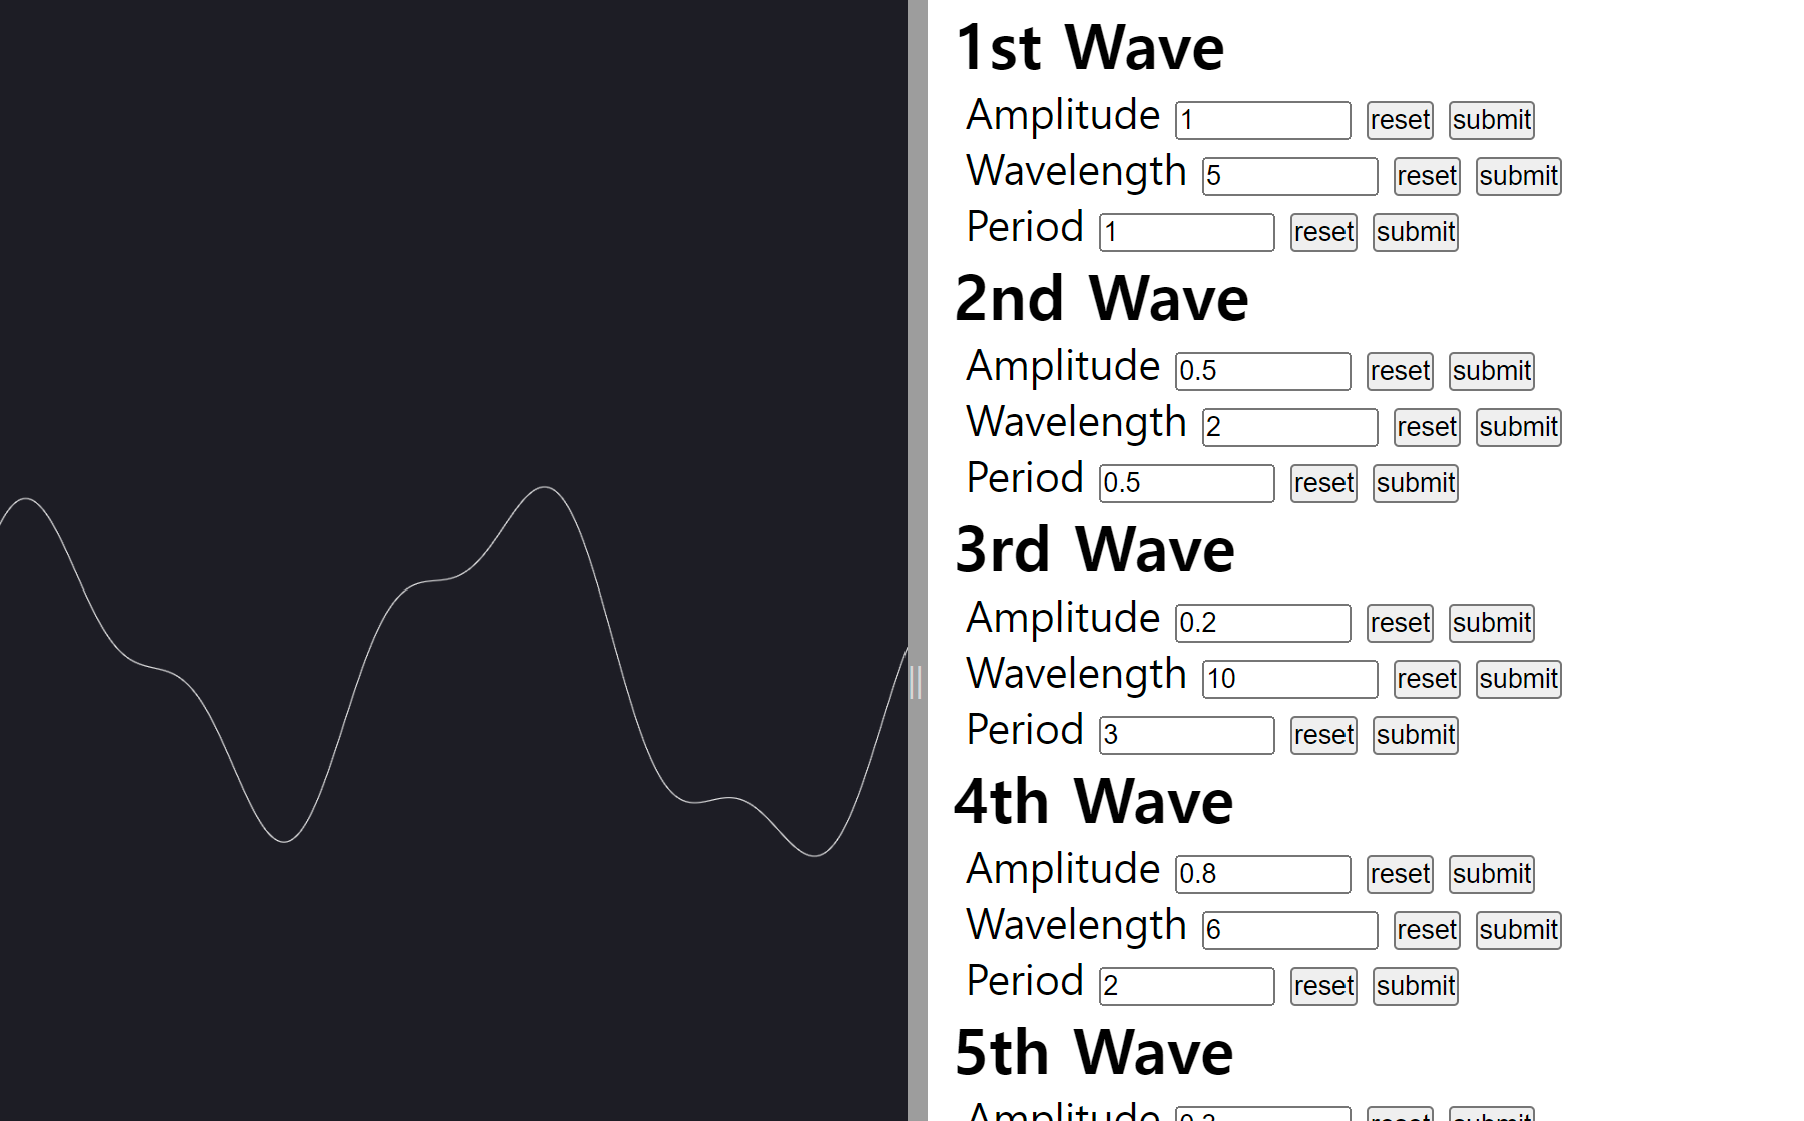 1st Wave
Amplitude 1 reset submit
Wavelength 5 reset submit
Period 1 reset submit
2nd Wave
Amplitude 0.5 reset submit
Wavelength 2 reset submit
Period 0.5 reset submit
3rd Wave
Amplitude 0.2 reset submit
Wavelength 10 reset submit
Period 3 reset submit
4th Wave
Amplitude 0.8 reset submit
Wavelength 6 reset submit
Period 2 reset submit
5th Wave
Amplitude reset submit